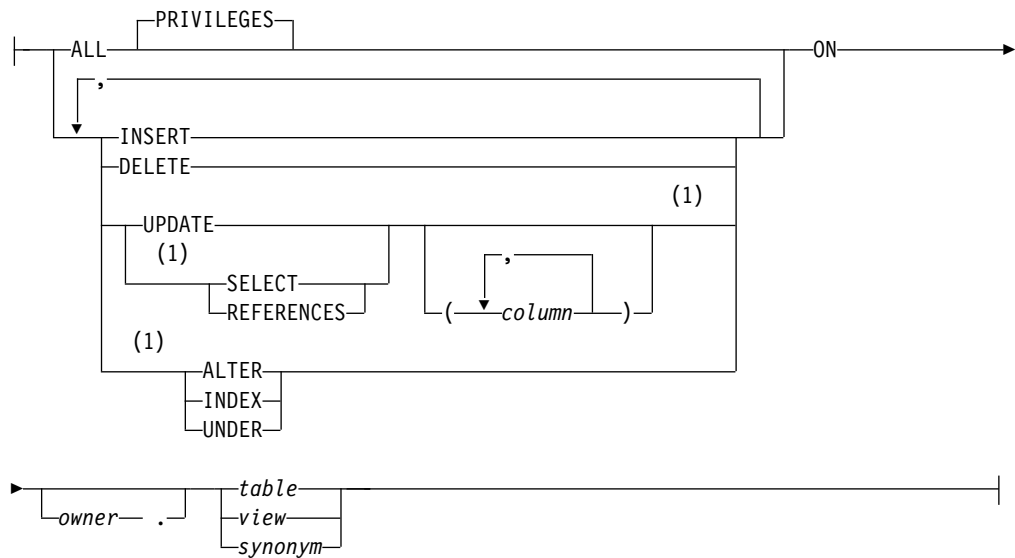 PRIVILEGES
ALL ON
,
INSERT
DELETE
(1)
UPDATE
(1)
,
SELECT
REFERENCES
( column )
(1)
ALTER
INDEX
UNDER
table
owner .
view
synonym